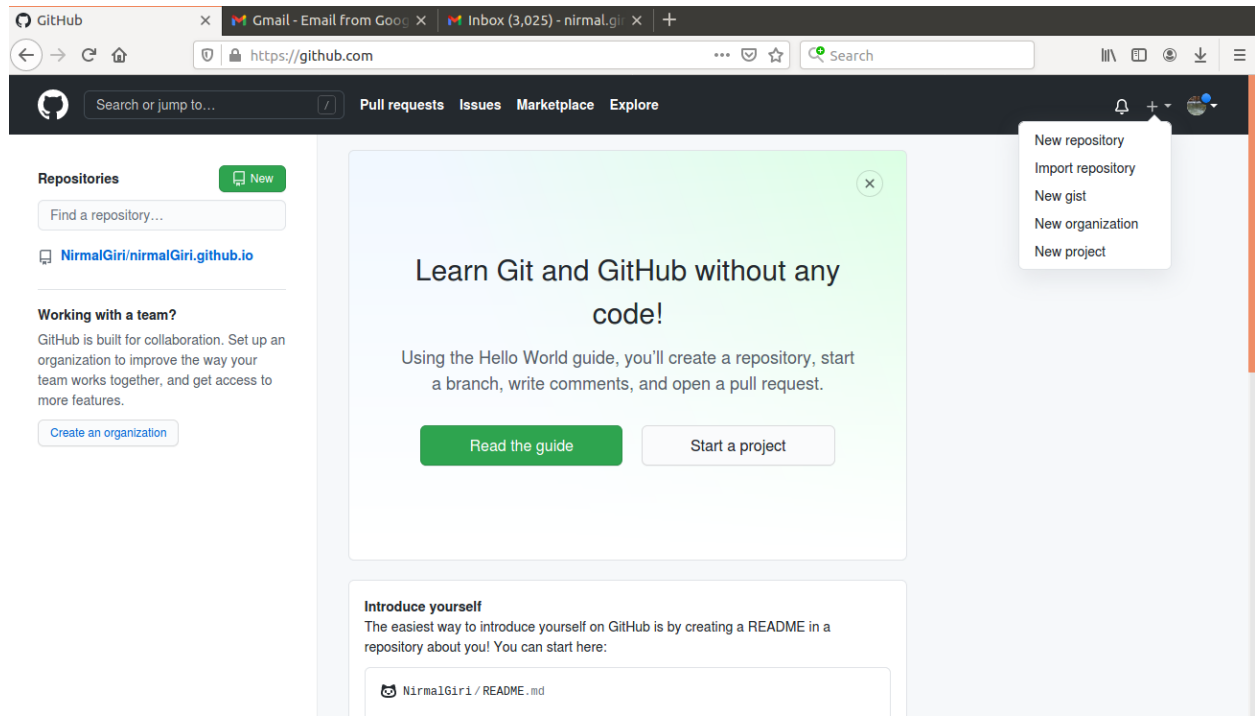 GitHub
Gmail - Email from Goog
Inbox (3,025) - nirmal.gir
https://github.com
Search
Search or jump to…
/
Pull requests Issues Marketplace Explore
New repository
Import repository
New gist
New organization
New project
Repositories
New
Find a repository…
NirmalGiri/nirmalGiri.github.io
Working with a team?
GitHub is built for collaboration. Set up an
organization to improve the way your
team works together, and get access to
more features.
Create an organization
Learn Git and GitHub without any
code!
Using the Hello World guide, you’ll create a repository, start
a branch, write comments, and open a pull request.
Read the guide
Start a project
Introduce yourself
The easiest way to introduce yourself on GitHub is by creating a README in a
repository about you! You can start here:
NirmalGiri/README.md